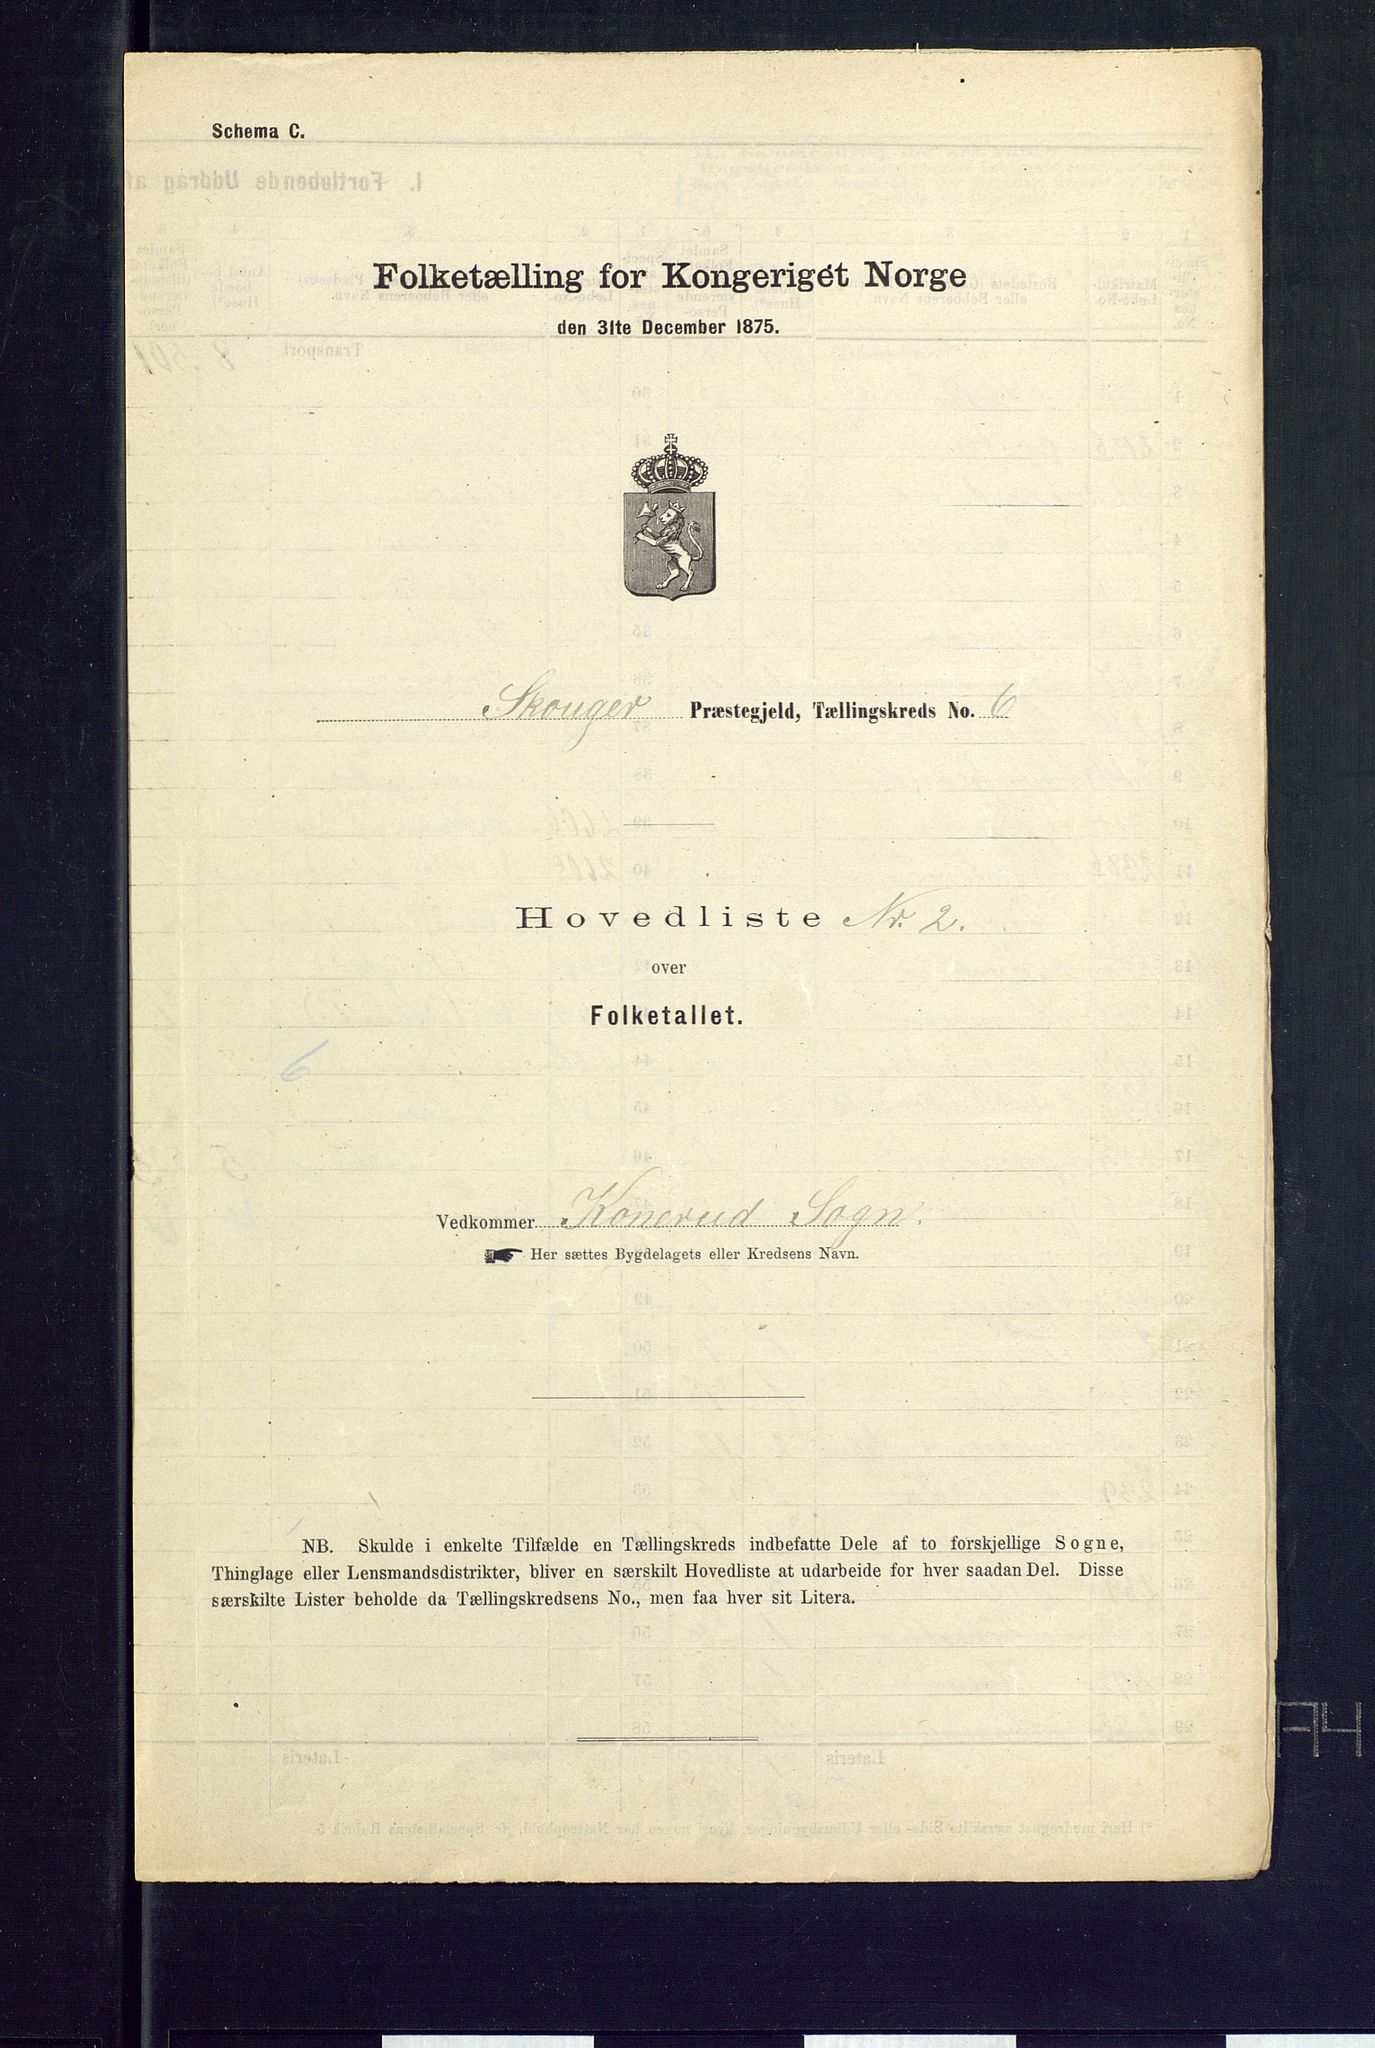 Schema C.
Folketælling for Kongeriget Norge
den 31te December 1875.
Skouger Præstegjeld, Tællingskreds No. 6
Hovedliste Nr. 2.
over
Folketallet.
6
Vedkommer Konerud Sogn.
Her sættes Bygdelagets eller Kredsens Navn.
NB. Skulde i enkelte Tilfælde en Tællingskreds indbefatte Dele af to forskjellige Sogne,
Thinglage eller Lensmandsdistrikter, bliver en særskilt Hovedliste at udarbeide for hver saadan Del. Disse
særskilte Lister beholde da Tællingskredsens No., men faa hver sit Litera.
A4